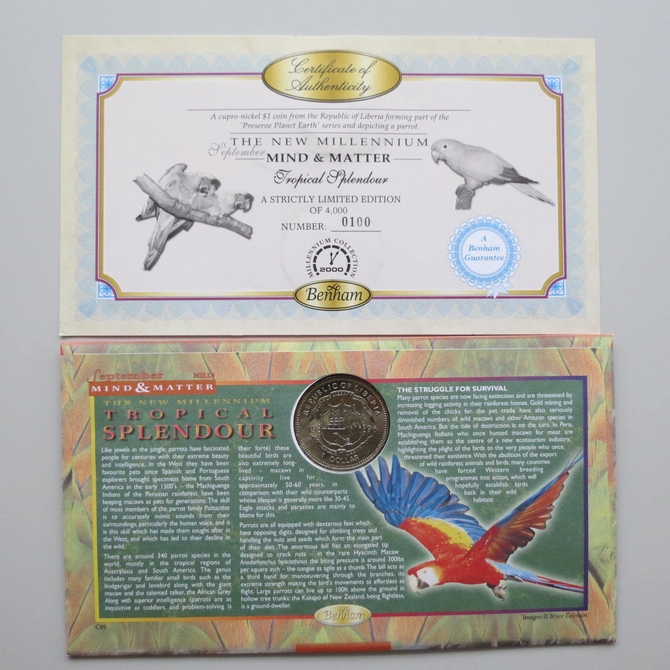 Certificate of
Authenticity
A cupro-nickel $1 coin from the Republic of Liberia forming part of the
'Preserve Planet Earth' series and depicting a parrot.
THE NEW MILLENNIUM
September
MIND & MATTER
Tropical Splendour
A STRICTLY LIMITED EDITION
OF 4,000
NUMBER: 0100
MILLENNIUM COLLECTION
2000
Benham
A
Benham
Guarantee
September
MIND & MATTER
THE NEW MILLENNIUM
TROPICAL
SPLENDOUR
Like jewels in the jungle, parrots have fascinated
people for centuries with their extreme beauty
and intelligence. In the West they have been
favourite pets since Spanish and Portuguese
explorers brought specimens home from South
America in the early 1500's – the Machiguenga
Indians of the Peruvian rainforest have been
keeping macaws as pets for generations. The skill
of most members of the parrot family Psittacidae
is to accurately mimic sounds from their
surroundings, particularly the human voice, and it
is this skill which made them sought after in
the West, and which has led to their decline in
the wild.
There are around 340 parrot species in the
world, mostly in the tropical regions of
Australasia and South America. The genus
includes many familiar small birds such as the
budgerigar and lovebird along with the giant
macaw and the talented talker, the African Grey.
Along with superior intelligence (parrots are as
inquisitive as toddlers, and problem-solving is
their forté) these
beautiful birds are
also extremely long-
lived – macaws in
captivity live for
approximately 50-60 years, in
comparison with their wild counterparts
whose lifespan is generally more like 30-45.
Eagle attacks and parasites are mainly to
blame for this.
Parrots are all equipped with dexterous feet which
have opposing digits, designed for climbing trees and
handling the nuts and seeds which form the main
part of their diet. The enormous bill has an elongated tip
designed to crack nuts – in the rare Hyacinth Macaw
Anodorhynchus hyacinthinus the biting pressure is around 300lbs
per square inch – the tongue as agile as a thumb. The bill acts as
a third hand for manoeuvring through the branches, its
extreme strength making the bird's movements as effortless as
flight. Large parrots can live up to 100ft above the ground in
hollow tree trunks; the Kakapo of New Zealand, being flightless,
is a ground-dweller.
REPUBLIC OF LIBERIA
1 DOLLAR
THE STRUGGLE FOR SURVIVAL
Many parrot species are now facing extinction and are threatened by
increasing logging activity in their rainforest homes. Gold mining and
removal of the chicks for the pet trade have also seriously
diminished numbers of wild macaws and other Amazon species in
South America. But the tide of destruction is on the turn. In Peru,
Machiguenga Indians who once hunted macaws for meat are
establishing them as the centre of a new ecotourism industry,
highlighting the plight of the birds to the very people who once
threatened their existence. With the abolition of the export
of wild rainforest animals and birds, many countries
have forced Western breeding
programmes into action, which will
hopefully establish birds
back in their wild
habitats.
C69
Benham
Images © Bruce Coleman